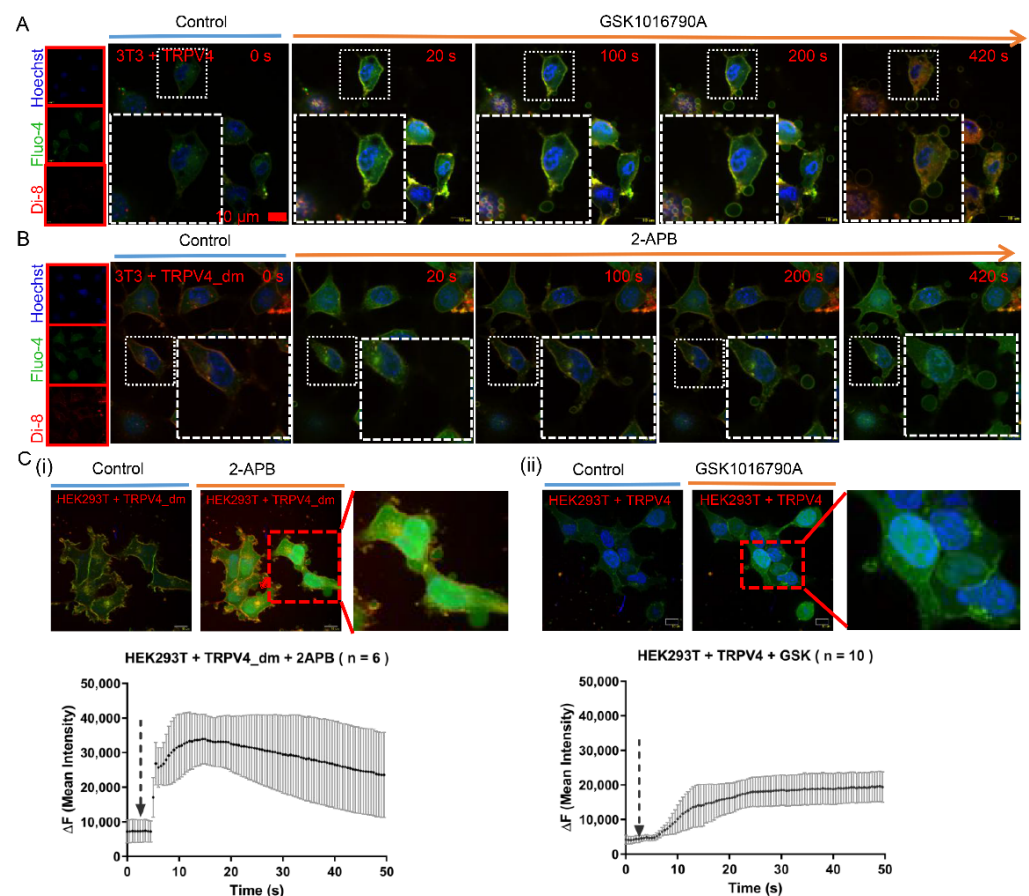 A
Control
GSK1016790A
Hoechst
Fluo-4
Di-8
3T3 + TRPV4
0 s
20 s
100 s
200 s
420 s
10 μm
B
Control
2-APB
Hoechst
Fluo-4
Di-8
3T3 + TRPV4_dm
0 s
20 s
100 s
200 s
420 s
C
(i)
Control
2-APB
HEK293T + TRPV4_dm
HEK293T + TRPV4_dm
(ii)
Control
GSK1016790A
HEK293T + TRPV4
HEK293T + TRPV4
HEK293T + TRPV4_dm + 2APB ( n = 6 )
ΔF (Mean Intensity)
50,000
40,000
30,000
20,000
10,000
0
0
10
20
30
40
50
Time (s)
HEK293T + TRPV4 + GSK ( n = 10 )
ΔF (Mean Intensity)
50,000
40,000
30,000
20,000
10,000
0
0
10
20
30
40
50
Time (s)